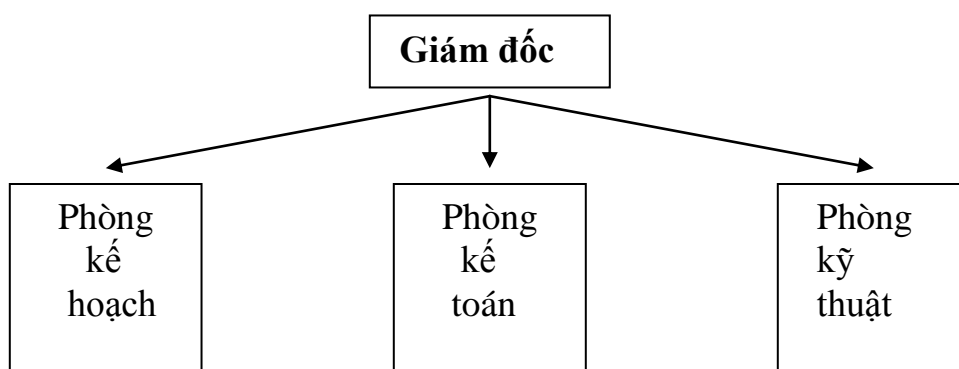 Giám đốc
Phòng
kế
hoạch
Phòng
kế
toán
Phòng
kỹ
thuật